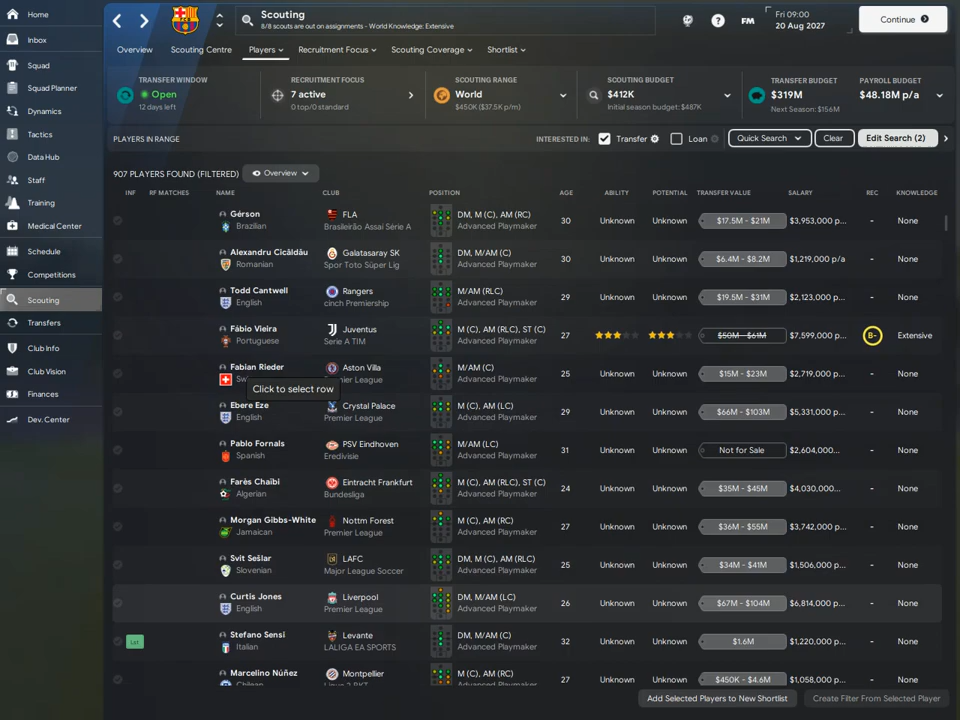 Home
Inbox
Squad
Squad Planner
Dynamics
Tactics
Data Hub
Staff
Training
Medical Center
Schedule
Competitions
Scouting
Transfers
Club Info
Club Vision
Finances
Dev. Center
Scouting
8/8 scouts are out on assignments - World Knowledge: Extensive
?
FM
Fri 09:00
20 Aug 2027
Continue
Overview
Scouting Centre
Players
Recruitment Focus
Scouting Coverage
Shortlist
TRANSFER WINDOW
Open
12 days left
RECRUITMENT FOCUS
7 active
0 top/0 standard
SCOUTING RANGE
World
$450K ($37.5K p/m)
SCOUTING BUDGET
$412K
Initial season budget: $487K
TRANSFER BUDGET
$319M
Next Season: $156M
PAYROLL BUDGET
$48.18M p/a
PLAYERS IN RANGE
INTERESTED IN:
Transfer
Loan
Quick Search
Clear
Edit Search (2)
907 PLAYERS FOUND (FILTERED)
Overview
INF RF MATCHES NAME CLUB POSITION AGE ABILITY POTENTIAL TRANSFER VALUE SALARY REC KNOWLEDGE
Gérson FLA DM, M (C), AM (RC) 30 Unknown Unknown $17.5M - $21M $3,953,000 p... - None
Brazilian Brasileirão Assaí Série A Advanced Playmaker
Alexandru Cicâldău Galatasaray SK DM, M/AM (C) 30 Unknown Unknown $6.4M - $8.2M $1,219,000 p/a - None
Romanian Spor Toto Süper Lig Advanced Playmaker
Todd Cantwell Rangers M/AM (RLC) 29 Unknown Unknown $19.5M - $31M $2,123,000 p... - None
English cinch Premiership Advanced Playmaker
Fábio Vieira Juventus M (C), AM (RLC), ST (C) 27 $50M - $61M $7,599,000 p... B- Extensive
Portuguese Serie A TIM Advanced Playmaker
Fabian Rieder Aston Villa M/AM (C) 25 Unknown Unknown $15M - $23M $2,719,000 p... - None
Sw mier League Advanced Playmaker
Click to select row
Ebere Eze Crystal Palace M (C), AM (LC) 29 Unknown Unknown $66M - $103M $5,331,000 p... - None
English Premier League Advanced Playmaker
Pablo Fornals PSV Eindhoven M/AM (LC) 31 Unknown Unknown Not for Sale $2,604,000... - None
Spanish Eredivisie Advanced Playmaker
Farès Chaïbi Eintracht Frankfurt M (C), AM (RLC), ST (C) 24 Unknown Unknown $35M - $45M $4,030,000... - None
Algerian Bundesliga Advanced Playmaker
Morgan Gibbs-White Nottm Forest M (C), AM (RC) 27 Unknown Unknown $36M - $55M $3,742,000 p... - None
Jamaican Premier League Advanced Playmaker
Svit Sešlar LAFC DM, M (C), AM (RLC) 25 Unknown Unknown $34M - $41M $1,506,000 p... - None
Slovenian Major League Soccer Advanced Playmaker
Curtis Jones Liverpool DM, M/AM (LC) 26 Unknown Unknown $67M - $104M $6,814,000 p... - None
English Premier League Advanced Playmaker
Lst Stefano Sensi Levante DM, M/AM (C) 32 Unknown Unknown $1.6M $1,220,000 p... - None
Italian LALIGA EA SPORTS Advanced Playmaker
Marcelino Núñez Montpellier M (C), AM (RC) 27 Unknown Unknown $450K - $4.6M $1,058,000 p... - None
Add Selected Players to New Shortlist
Create Filter From Selected Player